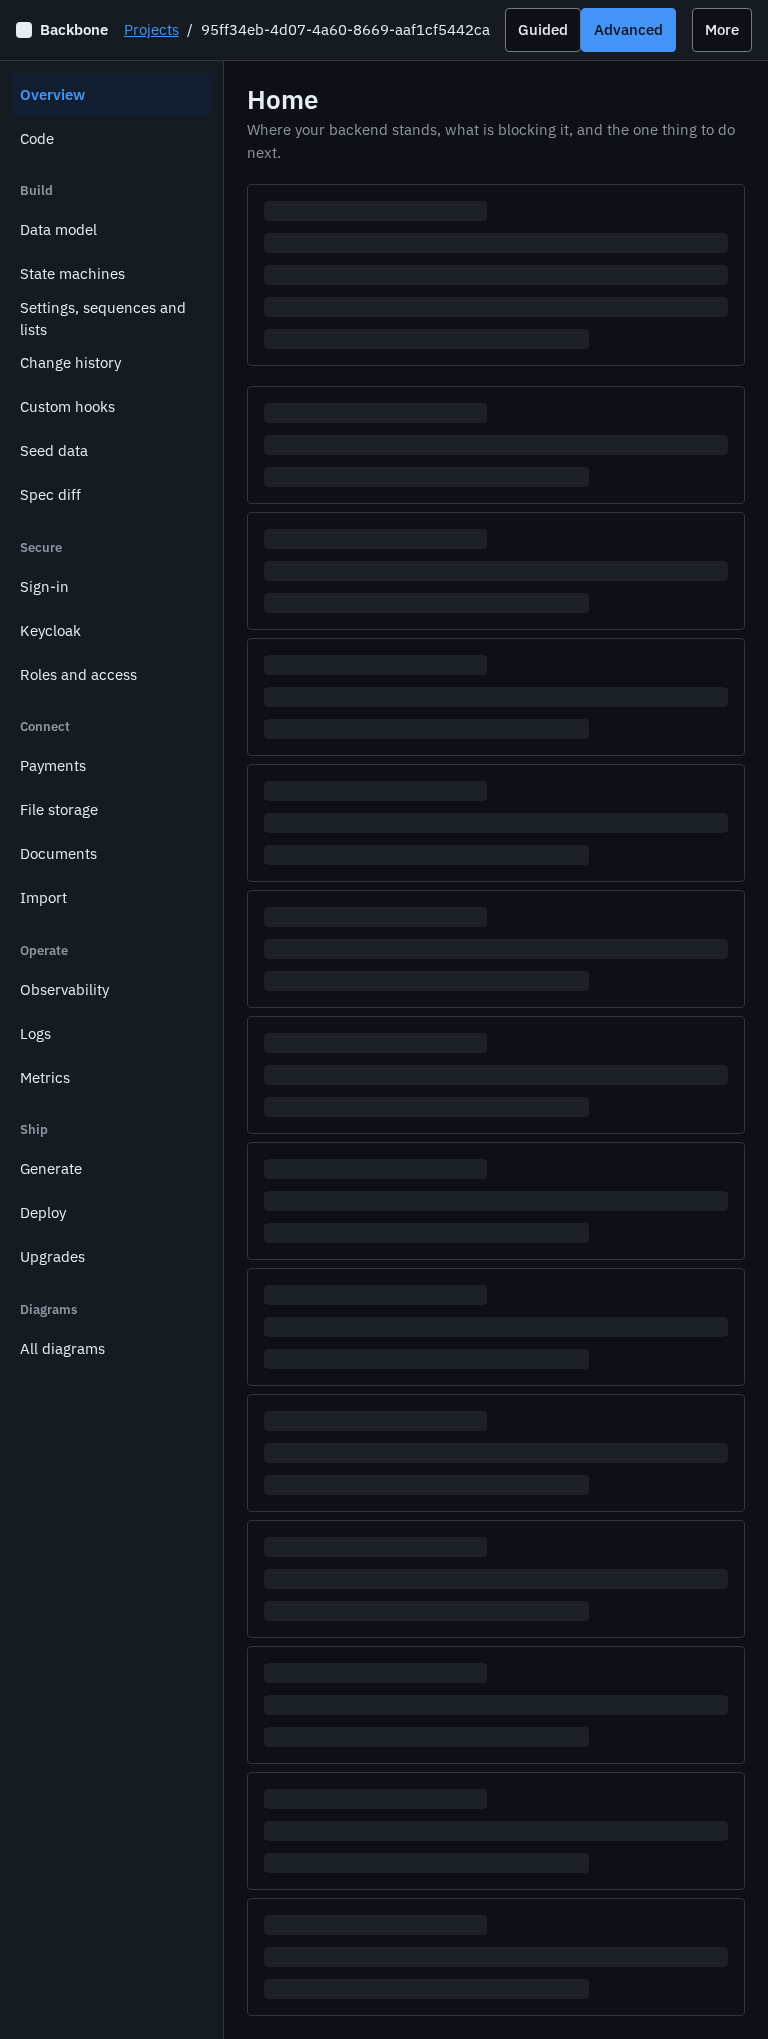 Backbone Projects / 95ff34eb-4d07-4a60-8669-aaf1cf5442ca Guided Advanced More
Overview
Code
Build
Data model
State machines
Settings, sequences and
lists
Change history
Custom hooks
Seed data
Spec diff
Secure
Sign-in
Keycloak
Roles and access
Connect
Payments
File storage
Documents
Import
Operate
Observability
Logs
Metrics
Ship
Generate
Deploy
Upgrades
Diagrams
All diagrams
Home
Where your backend stands, what is blocking it, and the one thing to do
next.